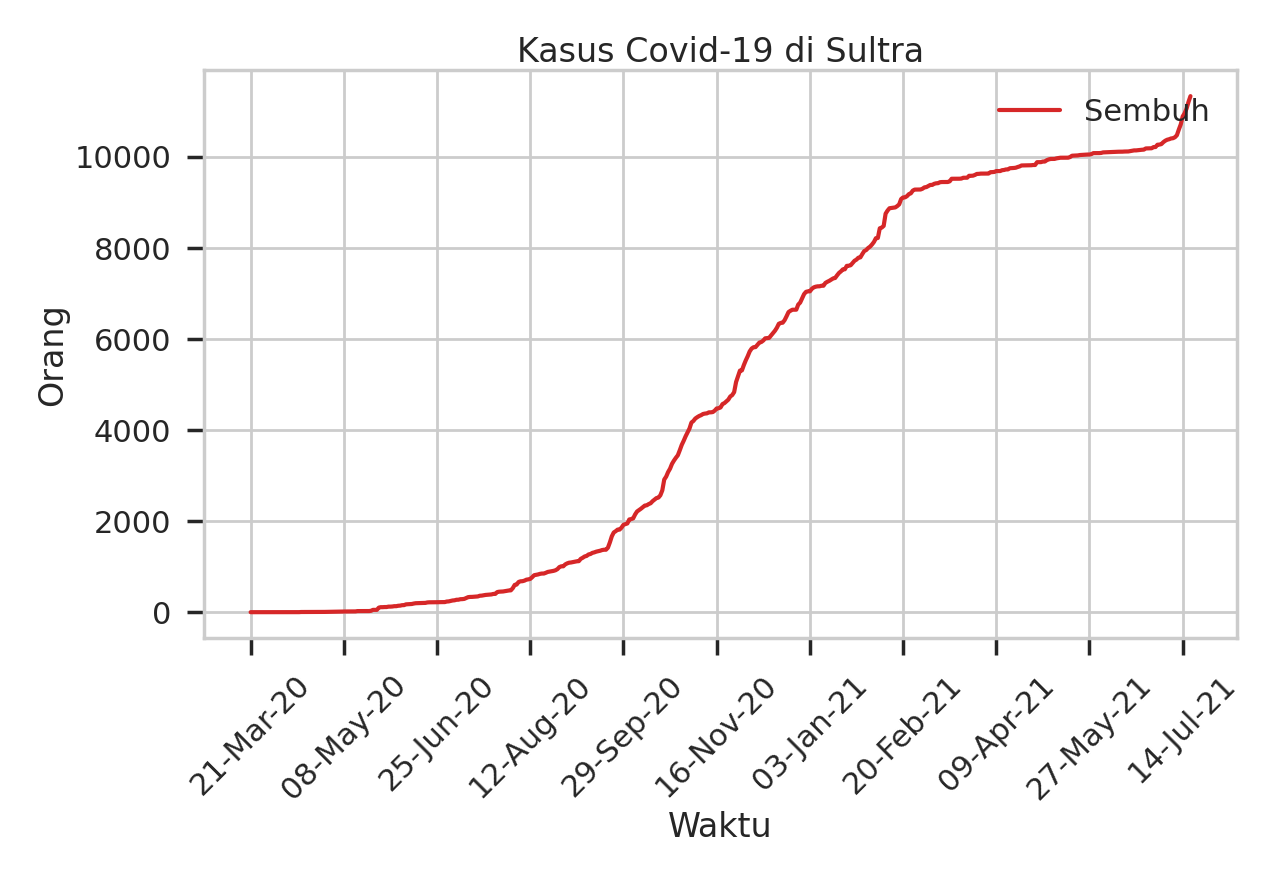 Kasus Covid-19 di Sultra
Sembuh
10000
8000
6000
4000
2000
0
Orang
21-Mar-20
08-May-20
25-Jun-20
12-Aug-20
29-Sep-20
16-Nov-20
03-Jan-21
20-Feb-21
09-Apr-21
27-May-21
14-Jul-21
Waktu